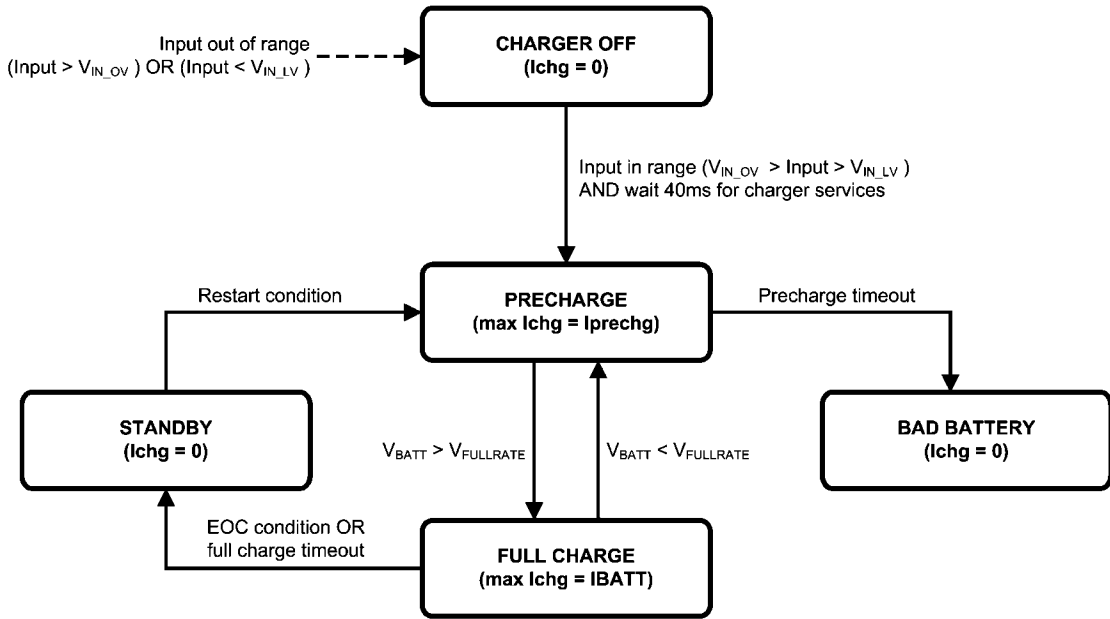 Input out of range
(Input > V_IN_OV ) OR (Input < V_IN_LV )
CHARGER OFF
(Ichg = 0)
Input in range (V_IN_OV > Input > V_IN_LV )
AND wait 40ms for charger services
Restart condition
PRECHARGE
(max Ichg = Iprechg)
Precharge timeout
STANDBY
(Ichg = 0)
V_BATT > V_FULLRATE
V_BATT < V_FULLRATE
BAD BATTERY
(Ichg = 0)
EOC condition OR
full charge timeout
FULL CHARGE
(max Ichg = IBATT)